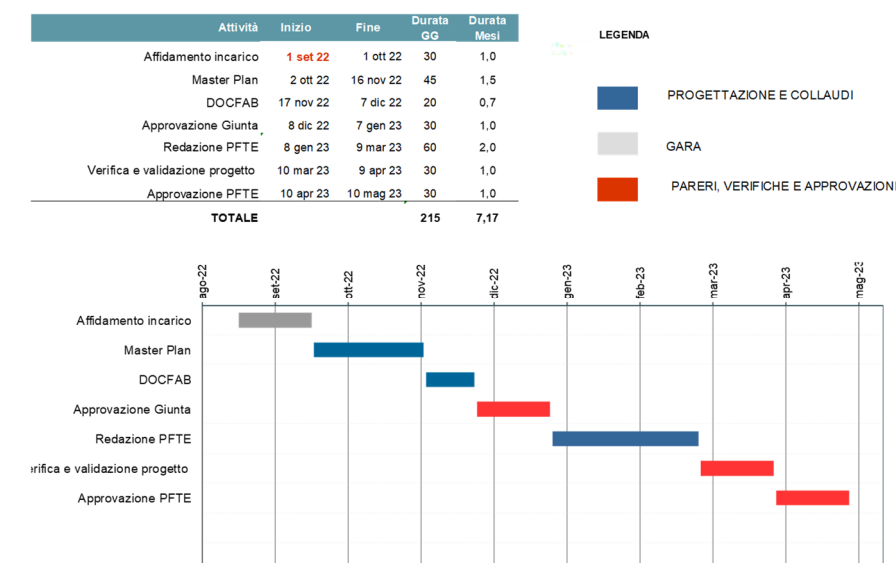 Attività Inizio Fine Durata GG Durata Mesi
Affidamento incarico 1 set 22 1 ott 22 30 1,0
Master Plan 2 ott 22 16 nov 22 45 1,5
DOCFAB 17 nov 22 7 dic 22 20 0,7
Approvazione Giunta 8 dic 22 7 gen 23 30 1,0
Redazione PFTE 8 gen 23 9 mar 23 60 2,0
Verifica e validazione progetto 10 mar 23 9 apr 23 30 1,0
Approvazione PFTE 10 apr 23 10 mag 23 30 1,0
TOTALE 215 7,17
LEGENDA
PROGETTAZIONE E COLLAUDI
GARA
PARERI, VERIFICHE E APPROVAZIONI
ago-22 set-22 ott-22 nov-22 dic-22 gen-23 feb-23 mar-23 apr-23 mag-23
Affidamento incarico
Master Plan
DOCFAB
Approvazione Giunta
Redazione PFTE
erifica e validazione progetto
Approvazione PFTE